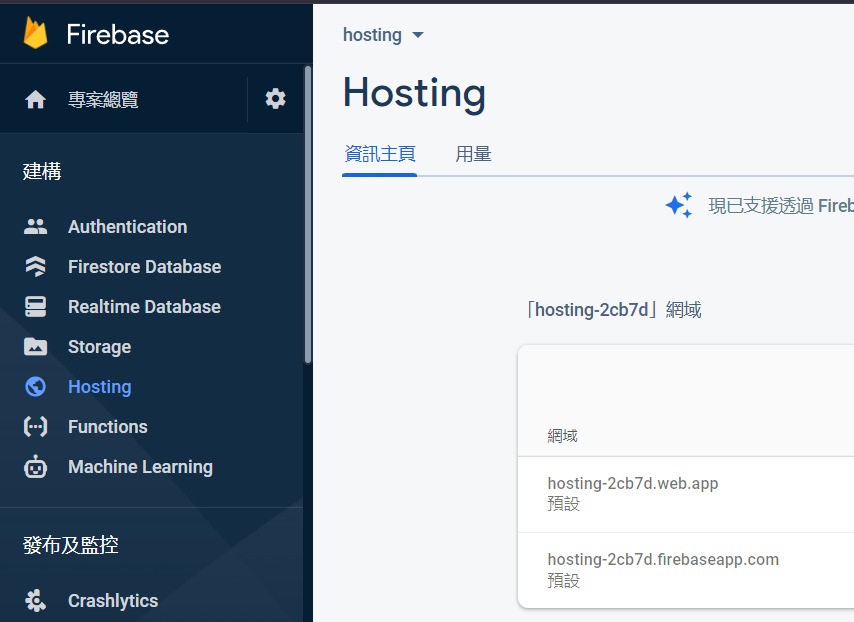 Firebase
專案總覽
建構
Authentication
Firestore Database
Realtime Database
Storage
Hosting
Functions
Machine Learning
發布及監控
Crashlytics
hosting
Hosting
資訊主頁
用量
現已支援透過 Fireb
「hosting-2cb7d」網域
網域
hosting-2cb7d.web.app
預設
hosting-2cb7d.firebaseapp.com
預設